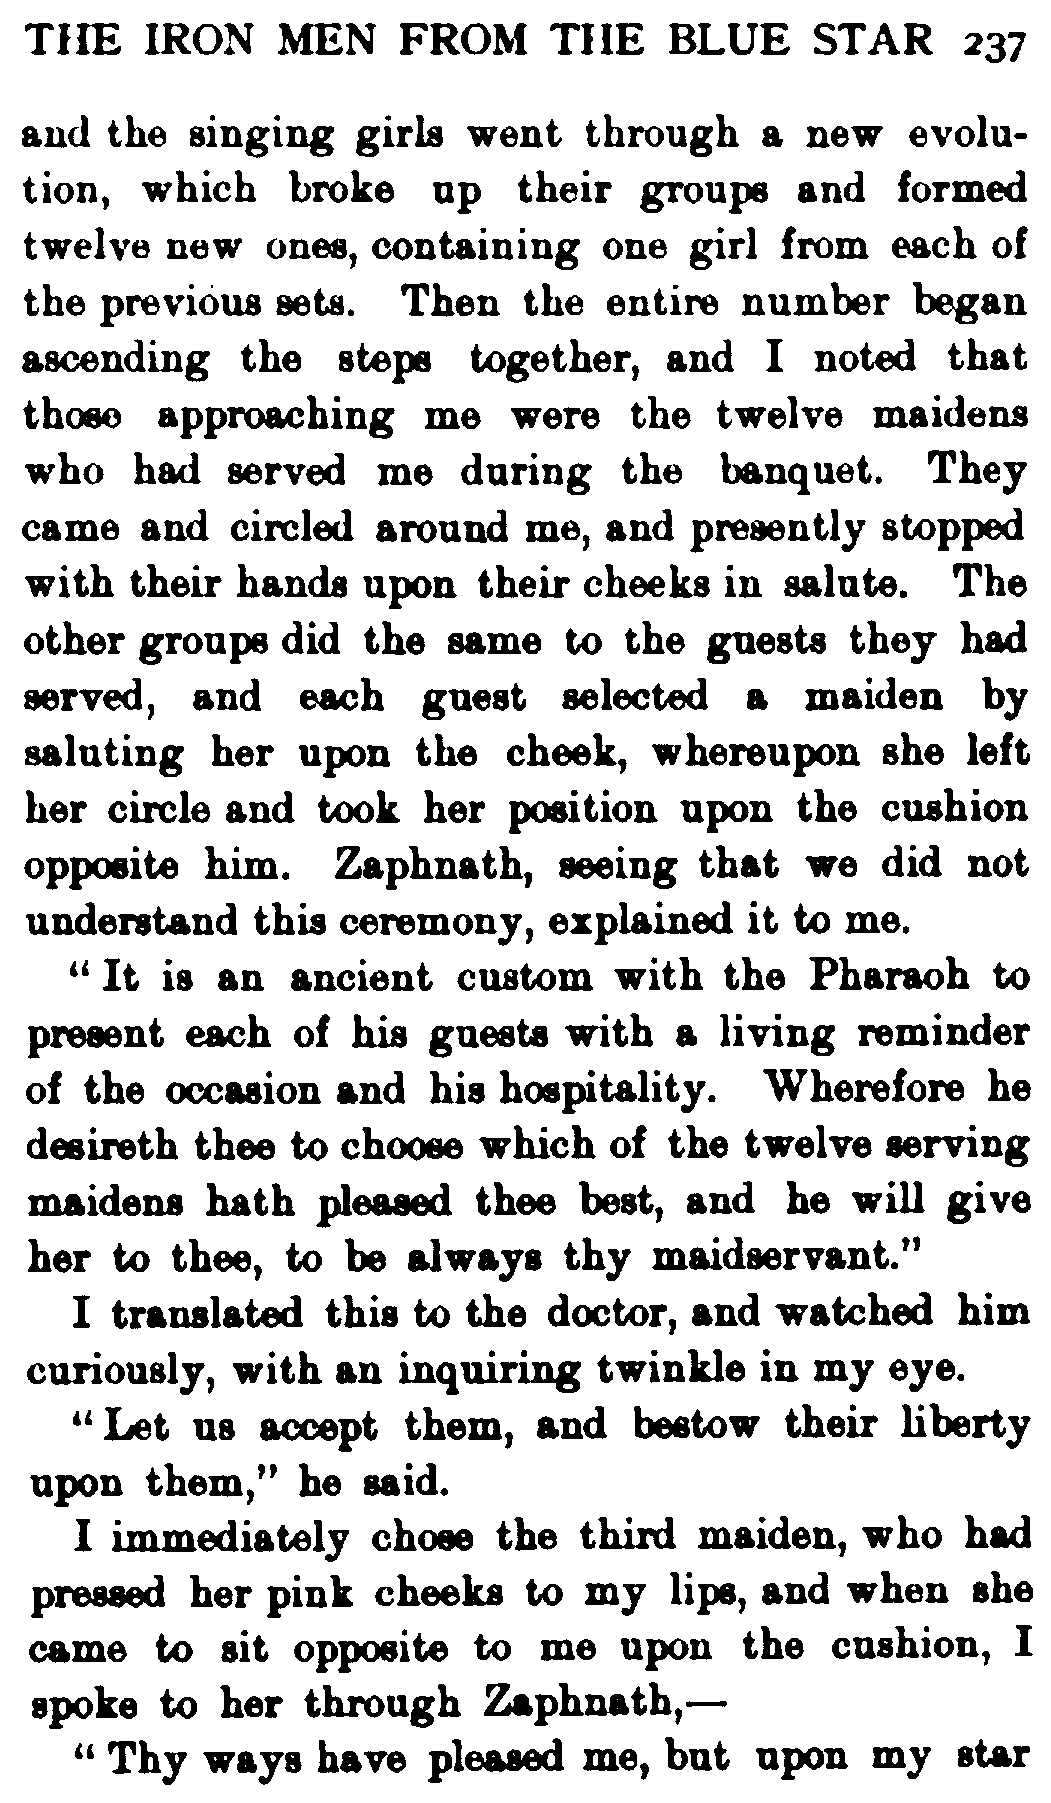 THE IRON MEN FROM THE BLUE STAR 237
and the singing girls went through a new evolu-
tion, which broke up their groups and formed
twelve new ones, containing one girl from each of
the previous sets. Then the entire number began
ascending the steps together, and I noted that
those approaching me were the twelve maidens
who had served me during the banquet. They
came and circled around me, and presently stopped
with their hands upon their cheeks in salute. The
other groups did the same to the guests they had
served, and each guest selected a maiden by
saluting her upon the cheek, whereupon she left
her circle and took her position upon the cushion
opposite him. Zaphnath, seeing that we did not
understand this ceremony, explained it to me.
“ It is an ancient custom with the Pharaoh to
present each of his guests with a living reminder
of the occasion and his hospitality. Wherefore he
desireth thee to choose which of the twelve serving
maidens hath pleased thee best, and he will give
her to thee, to be always thy maidservant.”
I translated this to the doctor, and watched him
curiously, with an inquiring twinkle in my eye.
“ Let us accept them, and bestow their liberty
upon them,” he said.
I immediately chose the third maiden, who had
pressed her pink cheeks to my lips, and when she
came to sit opposite to me upon the cushion, I
spoke to her through Zaphnath,—
“ Thy ways have pleased me, but upon my star